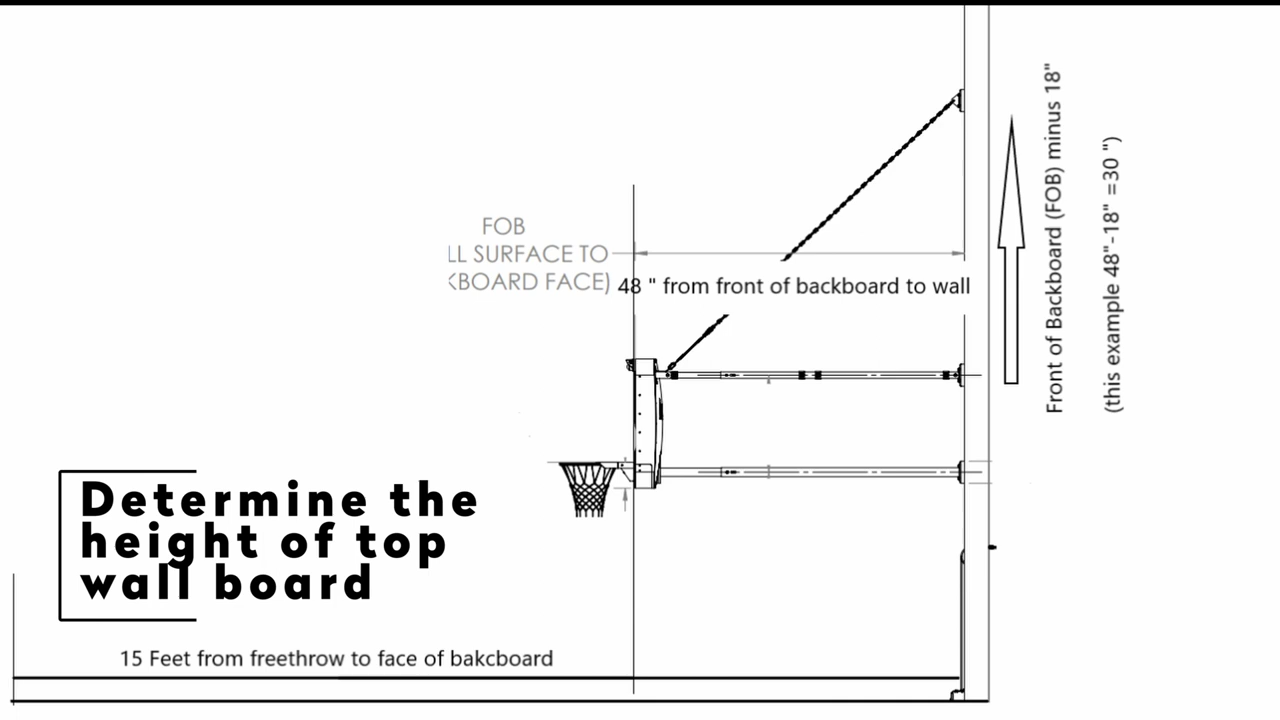 FOB
LL SURFACE TO
KBOARD FACE)
48 " from front of backboard to wall
Front of Backboard (FOB) minus 18"
(this example 48"-18" =30 ")
Determine the
height of top
wall board
15 Feet from freethrow to face of bakcboard